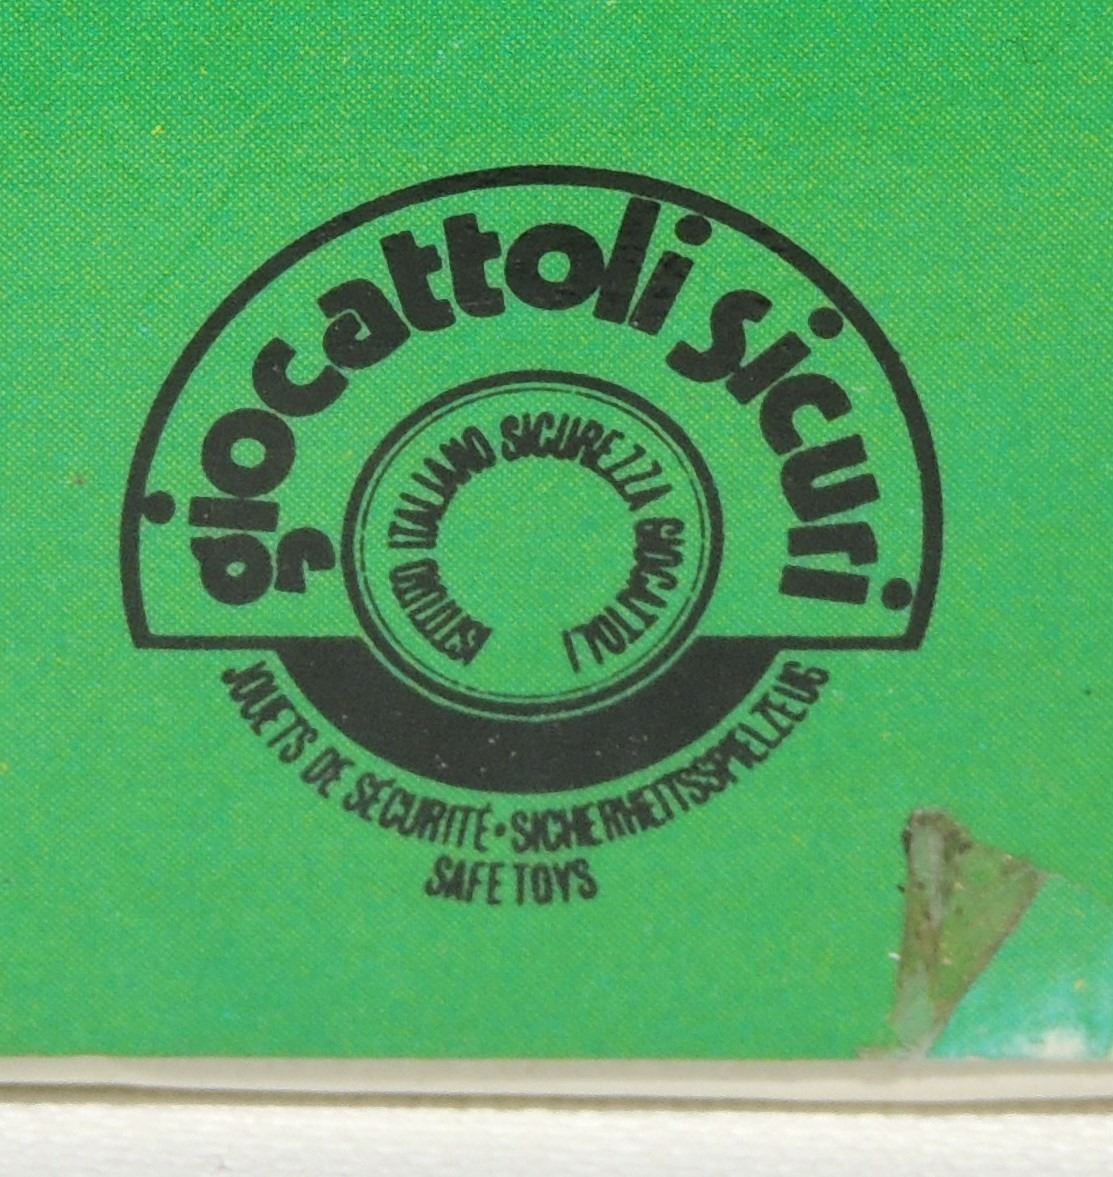 giocattoli sicuri
ISTITUTO ITALIANO SICUREZZA GIOCATTOLI
JOUETS DE SÉCURITÉ • SICHERHEITSSPIELZEUG
SAFE TOYS